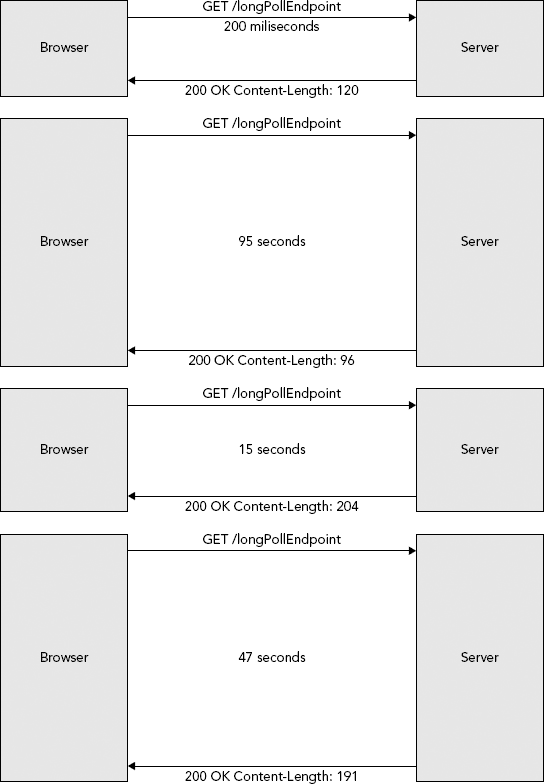 GET /longPollEndpoint
200 miliseconds
Browser
Server
200 OK Content-Length: 120
GET /longPollEndpoint
Browser
95 seconds
Server
200 OK Content-Length: 96
GET /longPollEndpoint
Browser
15 seconds
Server
200 OK Content-Length: 204
GET /longPollEndpoint
Browser
47 seconds
Server
200 OK Content-Length: 191